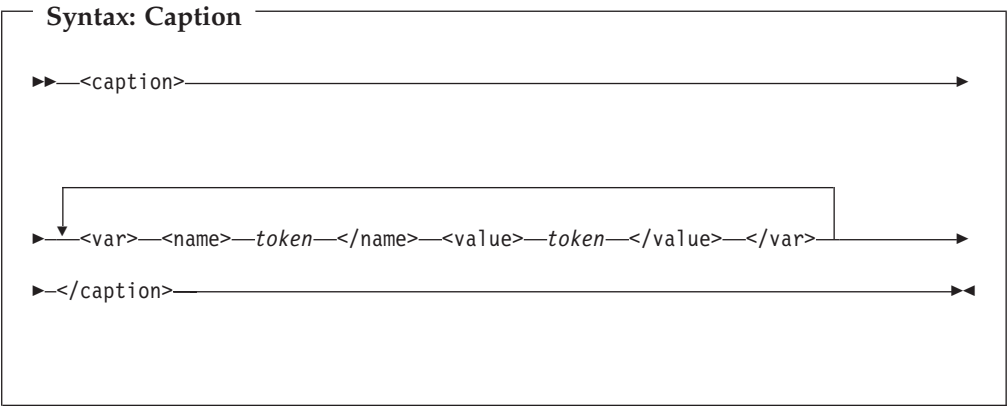 Syntax: Caption
<caption>
<var> <name> token </name> <value> token </value> </var>
</caption>